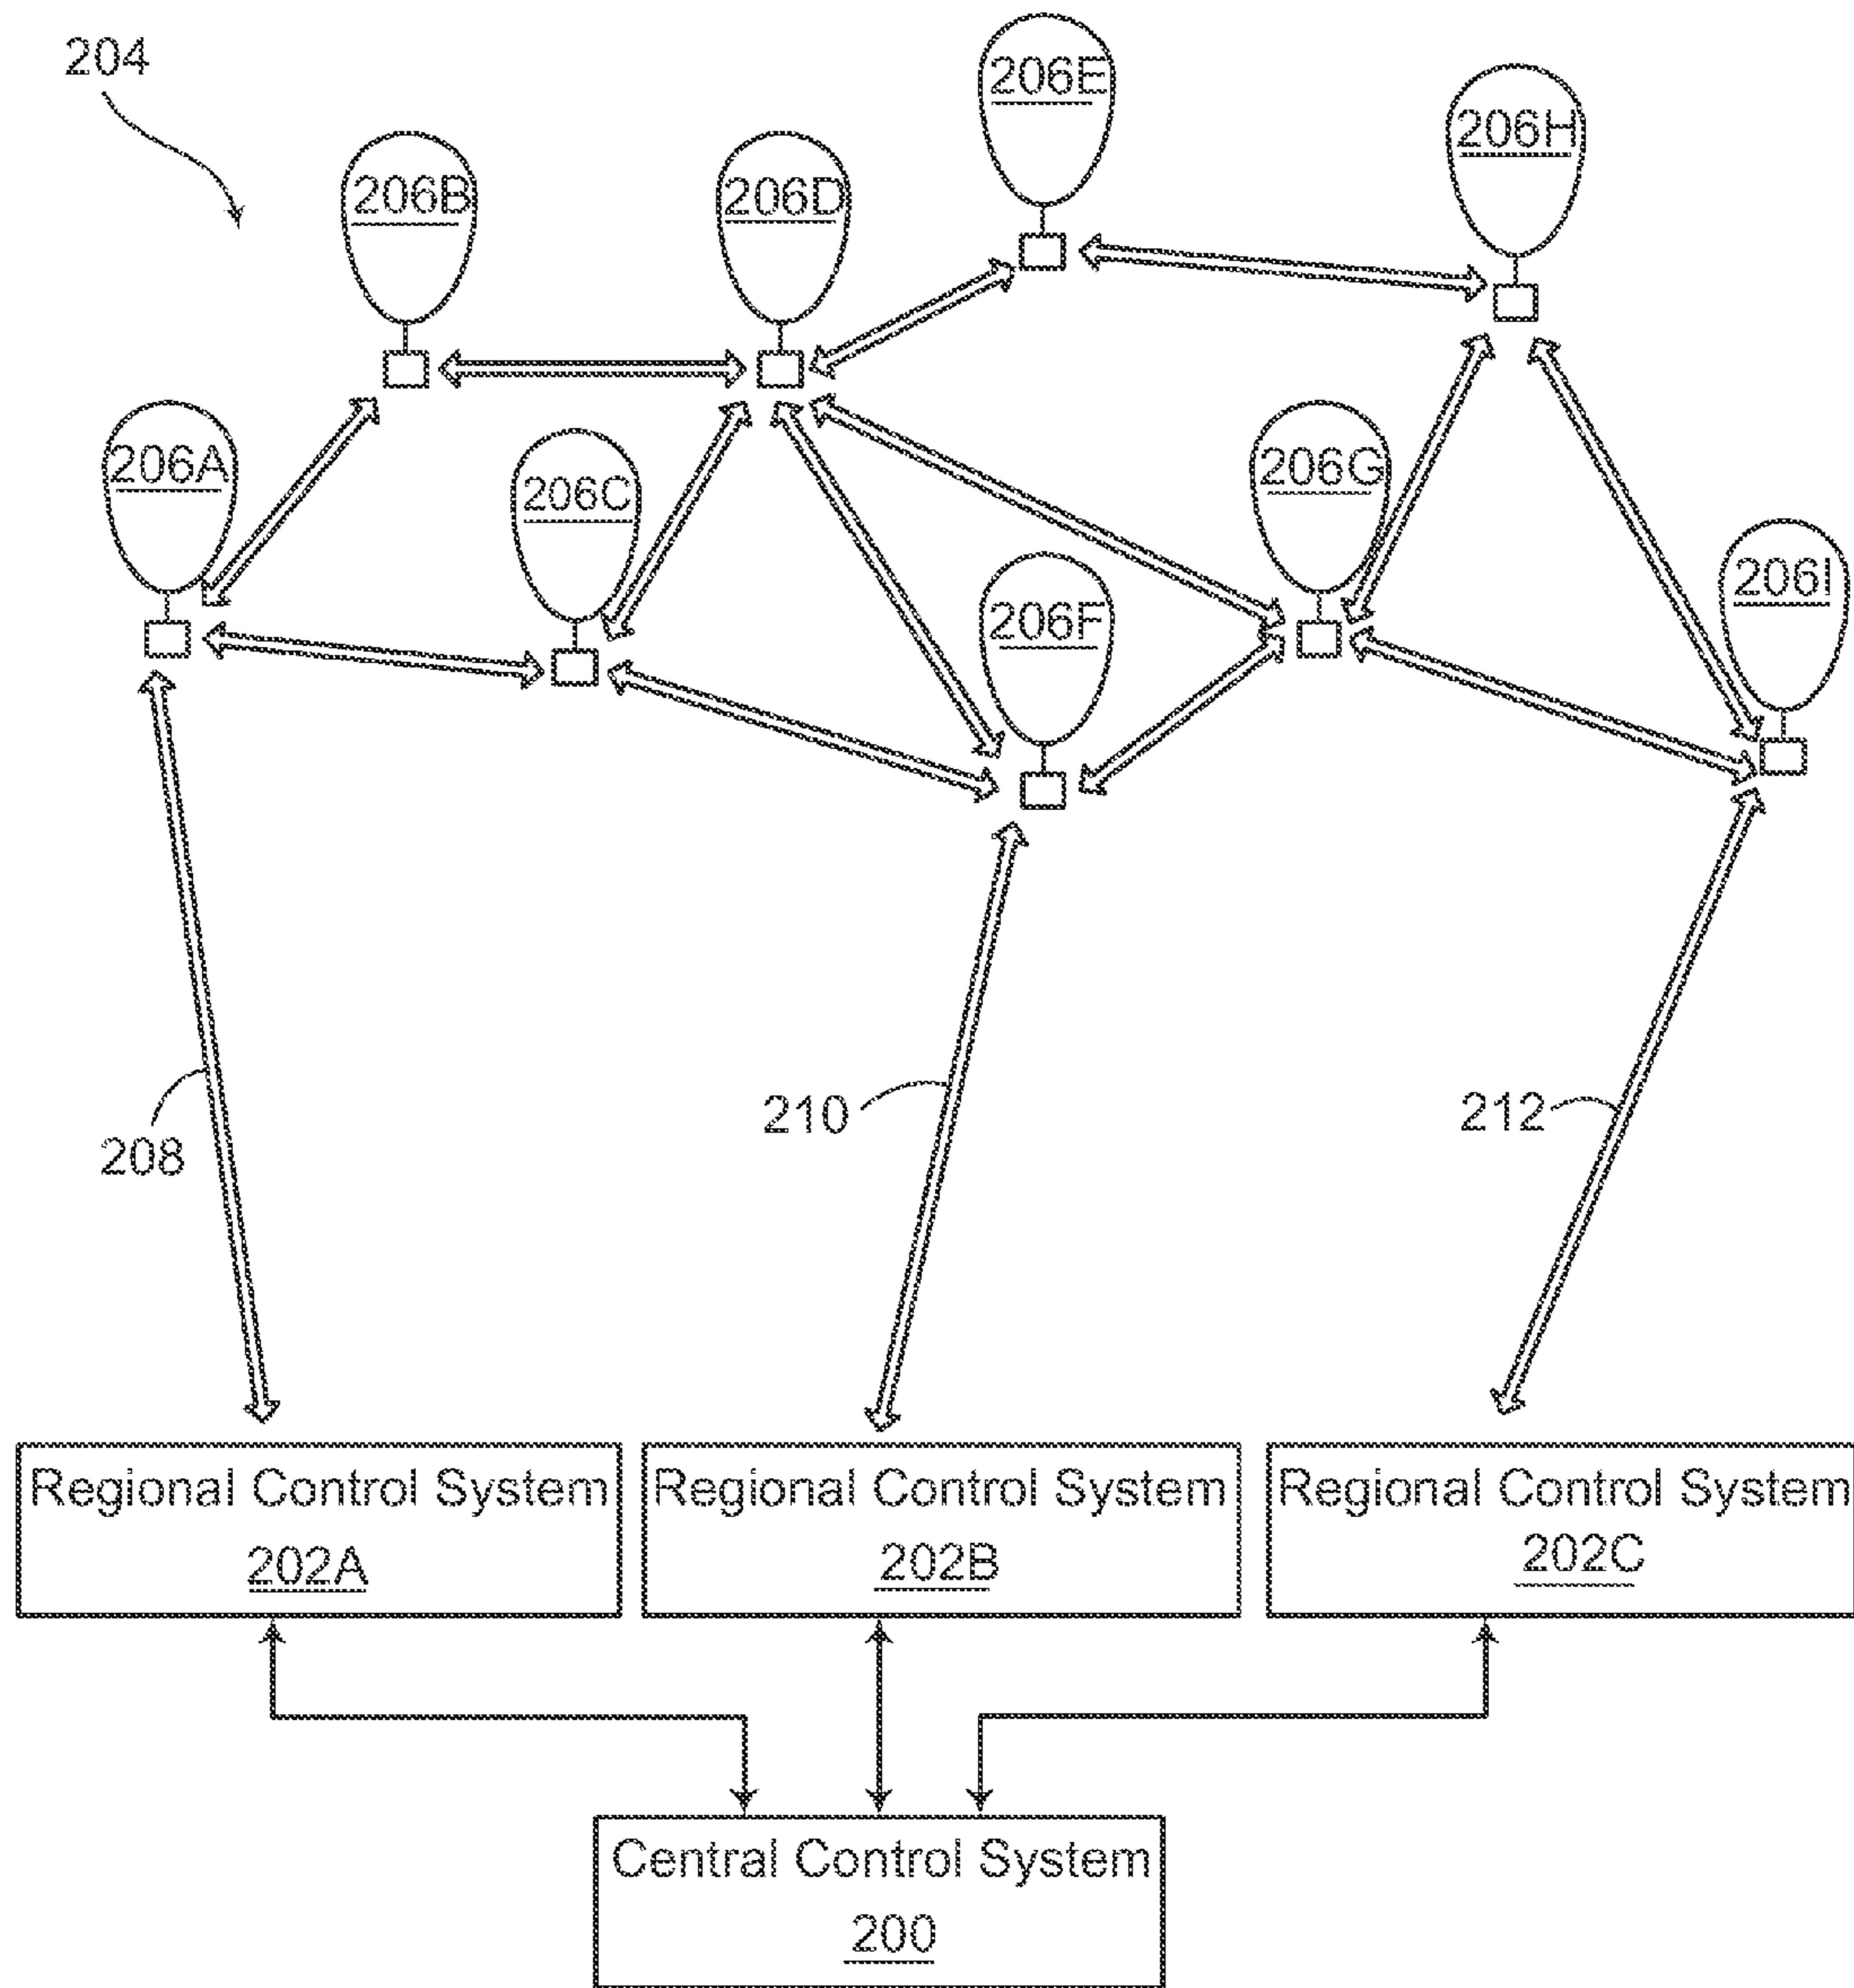 204
206E
206H
206B
206D
206A
206C
206G
206F
206I
208
210
212
Regional Control System
202A
Regional Control System
202B
Regional Control System
202C
Central Control System
200